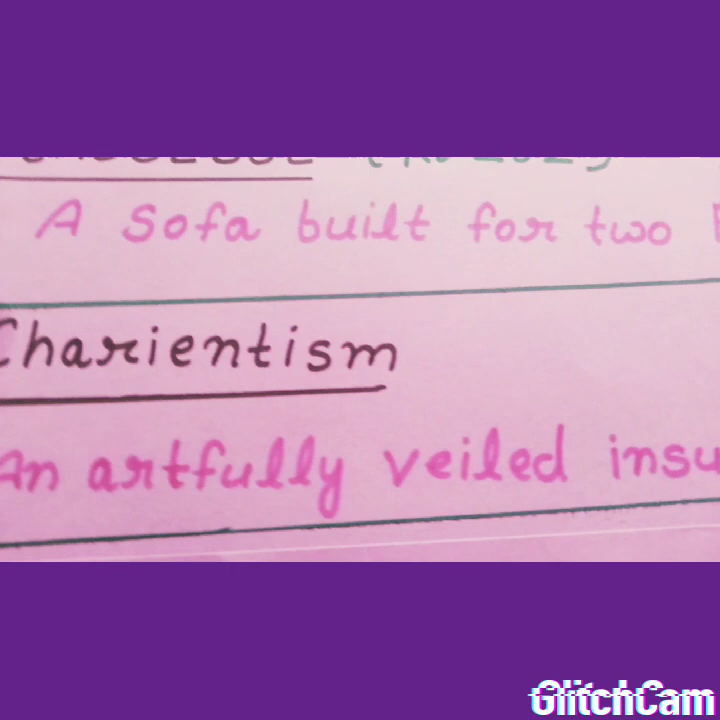 A Sofa built for two
Charientism
An artfully veiled insu
GlitchCam